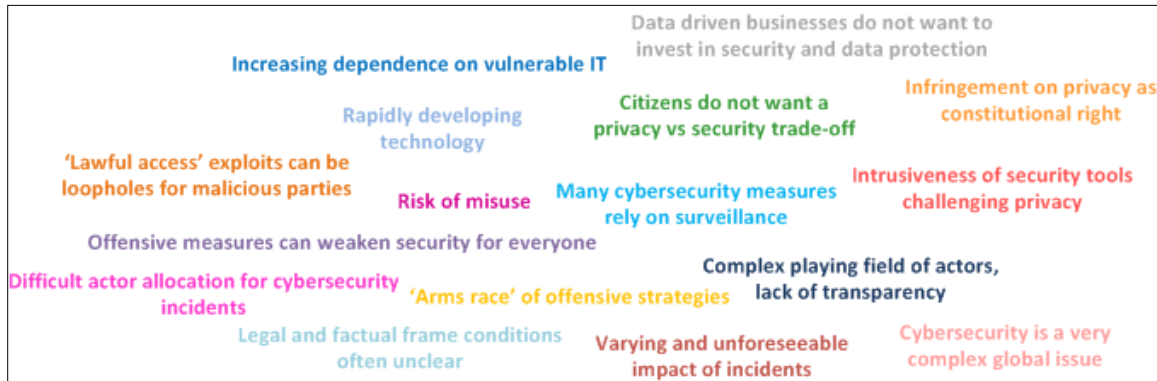 Data driven businesses do not want to
invest in security and data protection
Increasing dependence on vulnerable IT
Infringement on privacy as
constitutional right
Rapidly developing
technology
Citizens do not want a
privacy vs security trade-off
‘Lawful access’ exploits can be
loopholes for malicious parties
Risk of misuse
Many cybersecurity measures
rely on surveillance
Intrusiveness of security tools
challenging privacy
Offensive measures can weaken security for everyone
Difficult actor allocation for cybersecurity
incidents
‘Arms race’ of offensive strategies
Complex playing field of actors,
lack of transparency
Legal and factual frame conditions
often unclear
Varying and unforeseeable
impact of incidents
Cybersecurity is a very
complex global issue